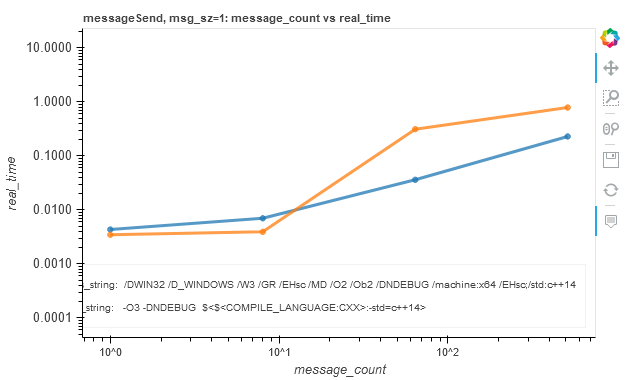 messageSend, msg_sz=1: message_count vs real_time
10.0000
1.0000
0.1000
0.0100
0.0010
0.0001
real_time
_string: /DWIN32 /D_WINDOWS /W3 /GR /EHsc /MD /O2 /Ob2 /DNDEBUG /machine:x64 /EHsc;/std:c++14
_string: -O3 -DNDEBUG $<$<COMPILE_LANGUAGE:CXX>:-std=c++14>
10^0 10^1 10^2
message_count